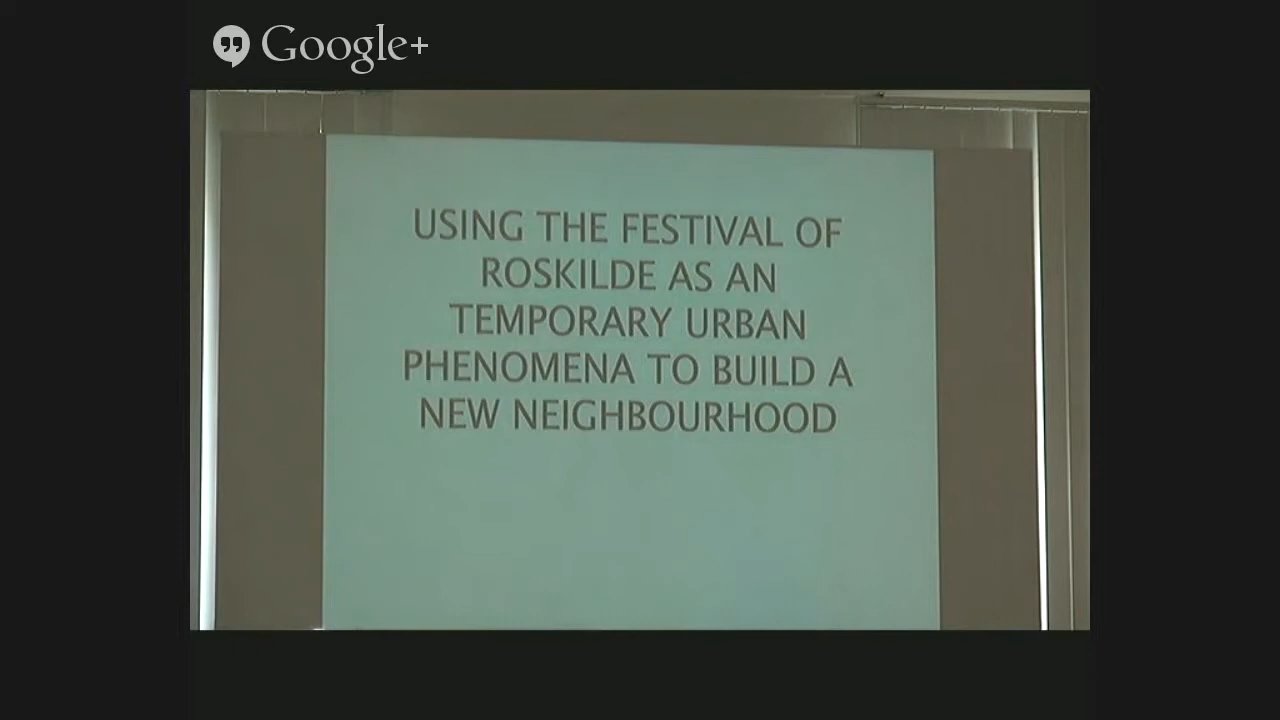 Google+
USING THE FESTIVAL OF
ROSKILDE AS AN
TEMPORARY URBAN
PHENOMENA TO BUILD A
NEW NEIGHBOURHOOD